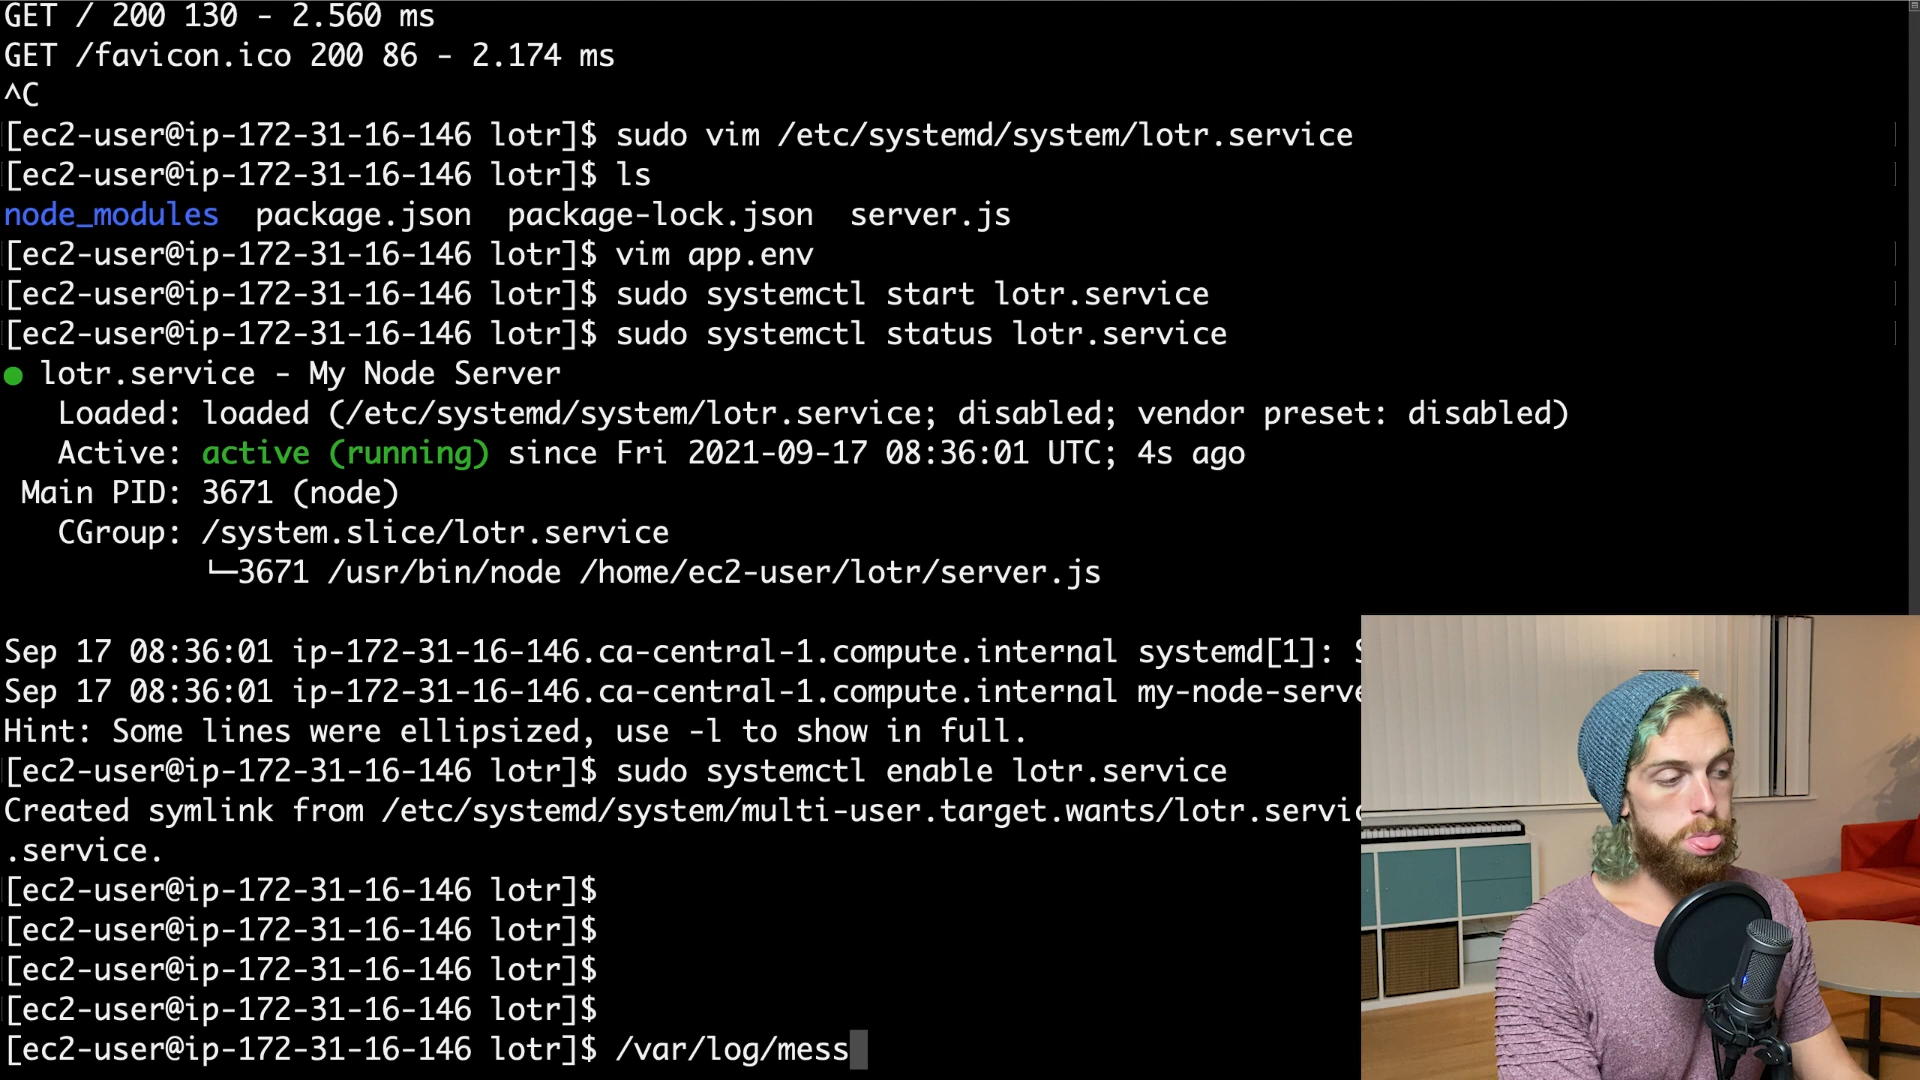 GET / 200 130 - 2.560 ms
GET /favicon.ico 200 86 - 2.174 ms
^C
[ec2-user@ip-172-31-16-146 lotr]$ sudo vim /etc/systemd/system/lotr.service
[ec2-user@ip-172-31-16-146 lotr]$ ls
node_modules  package.json  package-lock.json  server.js
[ec2-user@ip-172-31-16-146 lotr]$ vim app.env
[ec2-user@ip-172-31-16-146 lotr]$ sudo systemctl start lotr.service
[ec2-user@ip-172-31-16-146 lotr]$ sudo systemctl status lotr.service
● lotr.service - My Node Server
Loaded: loaded (/etc/systemd/system/lotr.service; disabled; vendor preset: disabled)
Active: active (running) since Fri 2021-09-17 08:36:01 UTC; 4s ago
Main PID: 3671 (node)
CGroup: /system.slice/lotr.service
└─3671 /usr/bin/node /home/ec2-user/lotr/server.js
Sep 17 08:36:01 ip-172-31-16-146.ca-central-1.compute.internal systemd[1]:
Sep 17 08:36:01 ip-172-31-16-146.ca-central-1.compute.internal my-node-serve
Hint: Some lines were ellipsized, use -l to show in full.
[ec2-user@ip-172-31-16-146 lotr]$ sudo systemctl enable lotr.service
Created symlink from /etc/systemd/system/multi-user.target.wants/lotr.servic
.service.
[ec2-user@ip-172-31-16-146 lotr]$
[ec2-user@ip-172-31-16-146 lotr]$
[ec2-user@ip-172-31-16-146 lotr]$
[ec2-user@ip-172-31-16-146 lotr]$
[ec2-user@ip-172-31-16-146 lotr]$ /var/log/mess